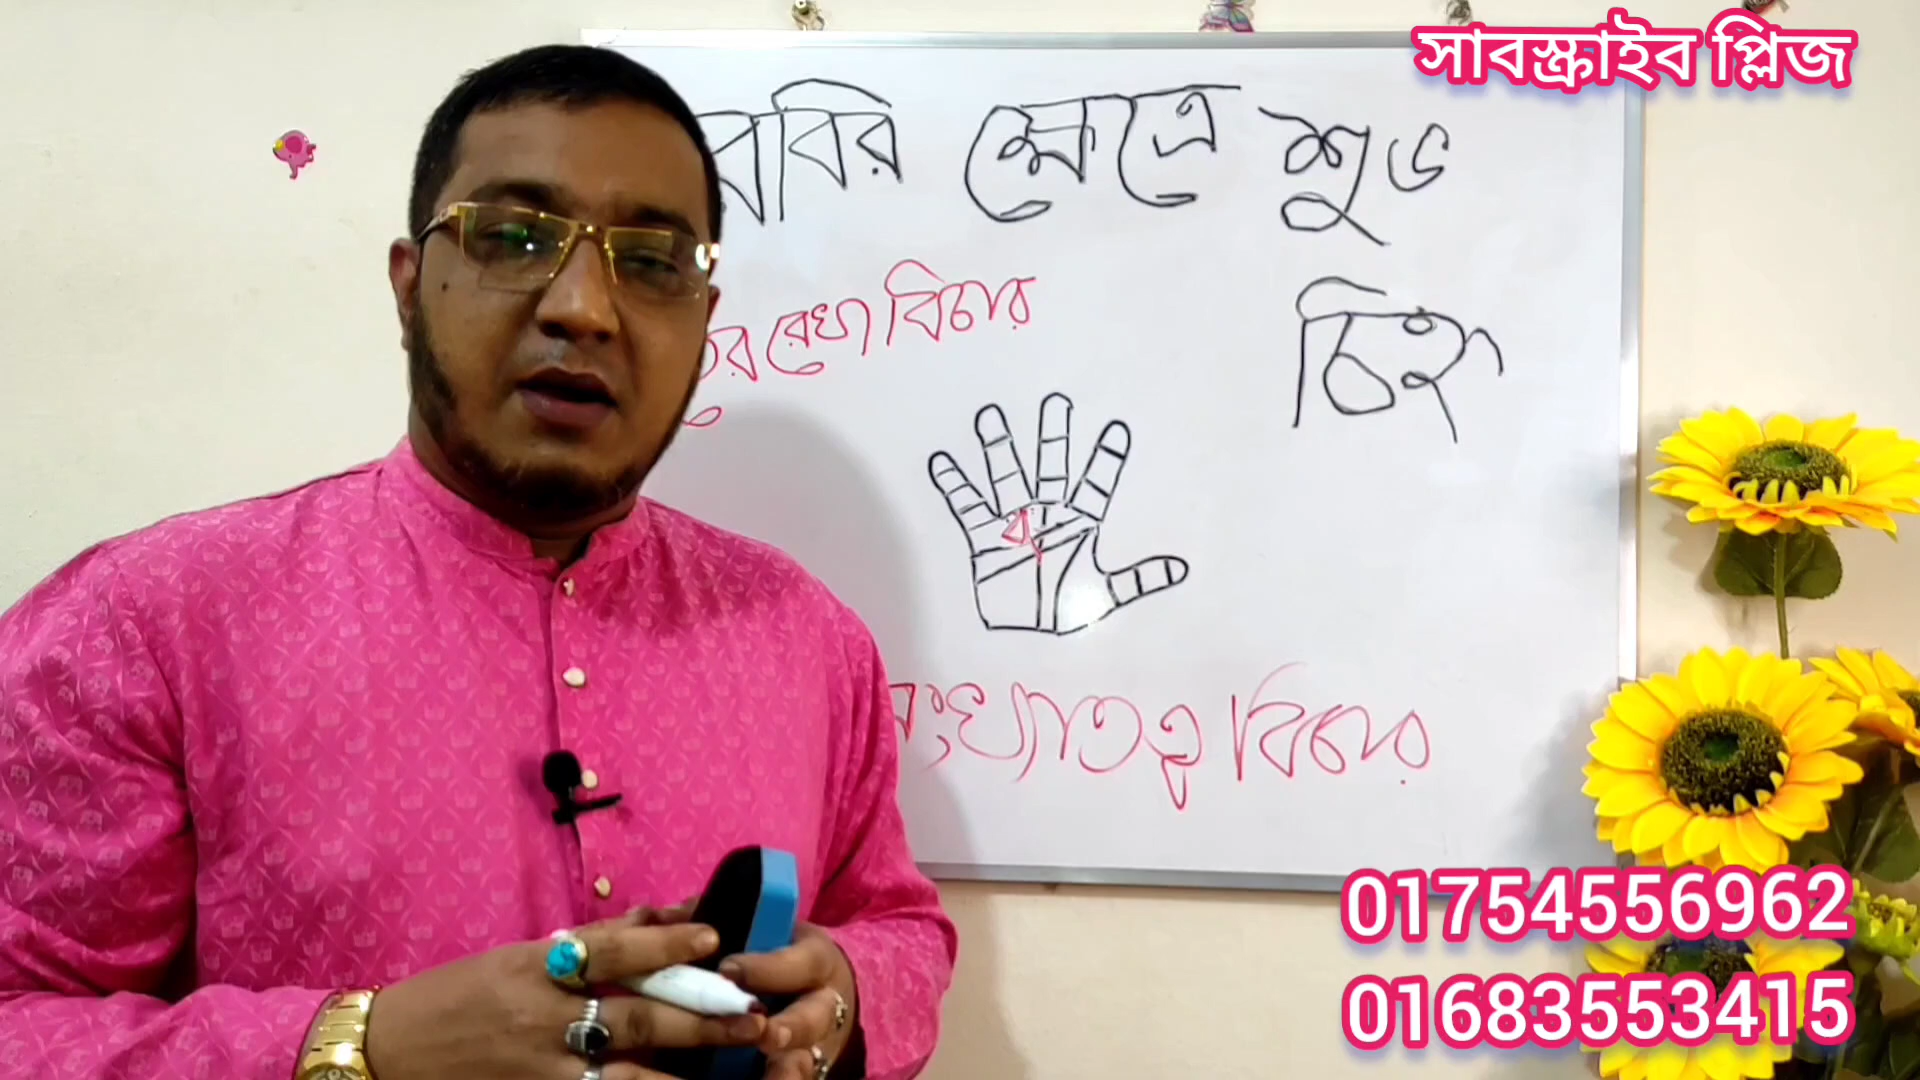 সাবস্ক্রাইব প্লিজ
রবির ক্ষেত্রে শুভ
চিহ্ন
রেখা বিচার
র
সংখ্যাতত্ত্ব বিচার
01754556962
01683553415